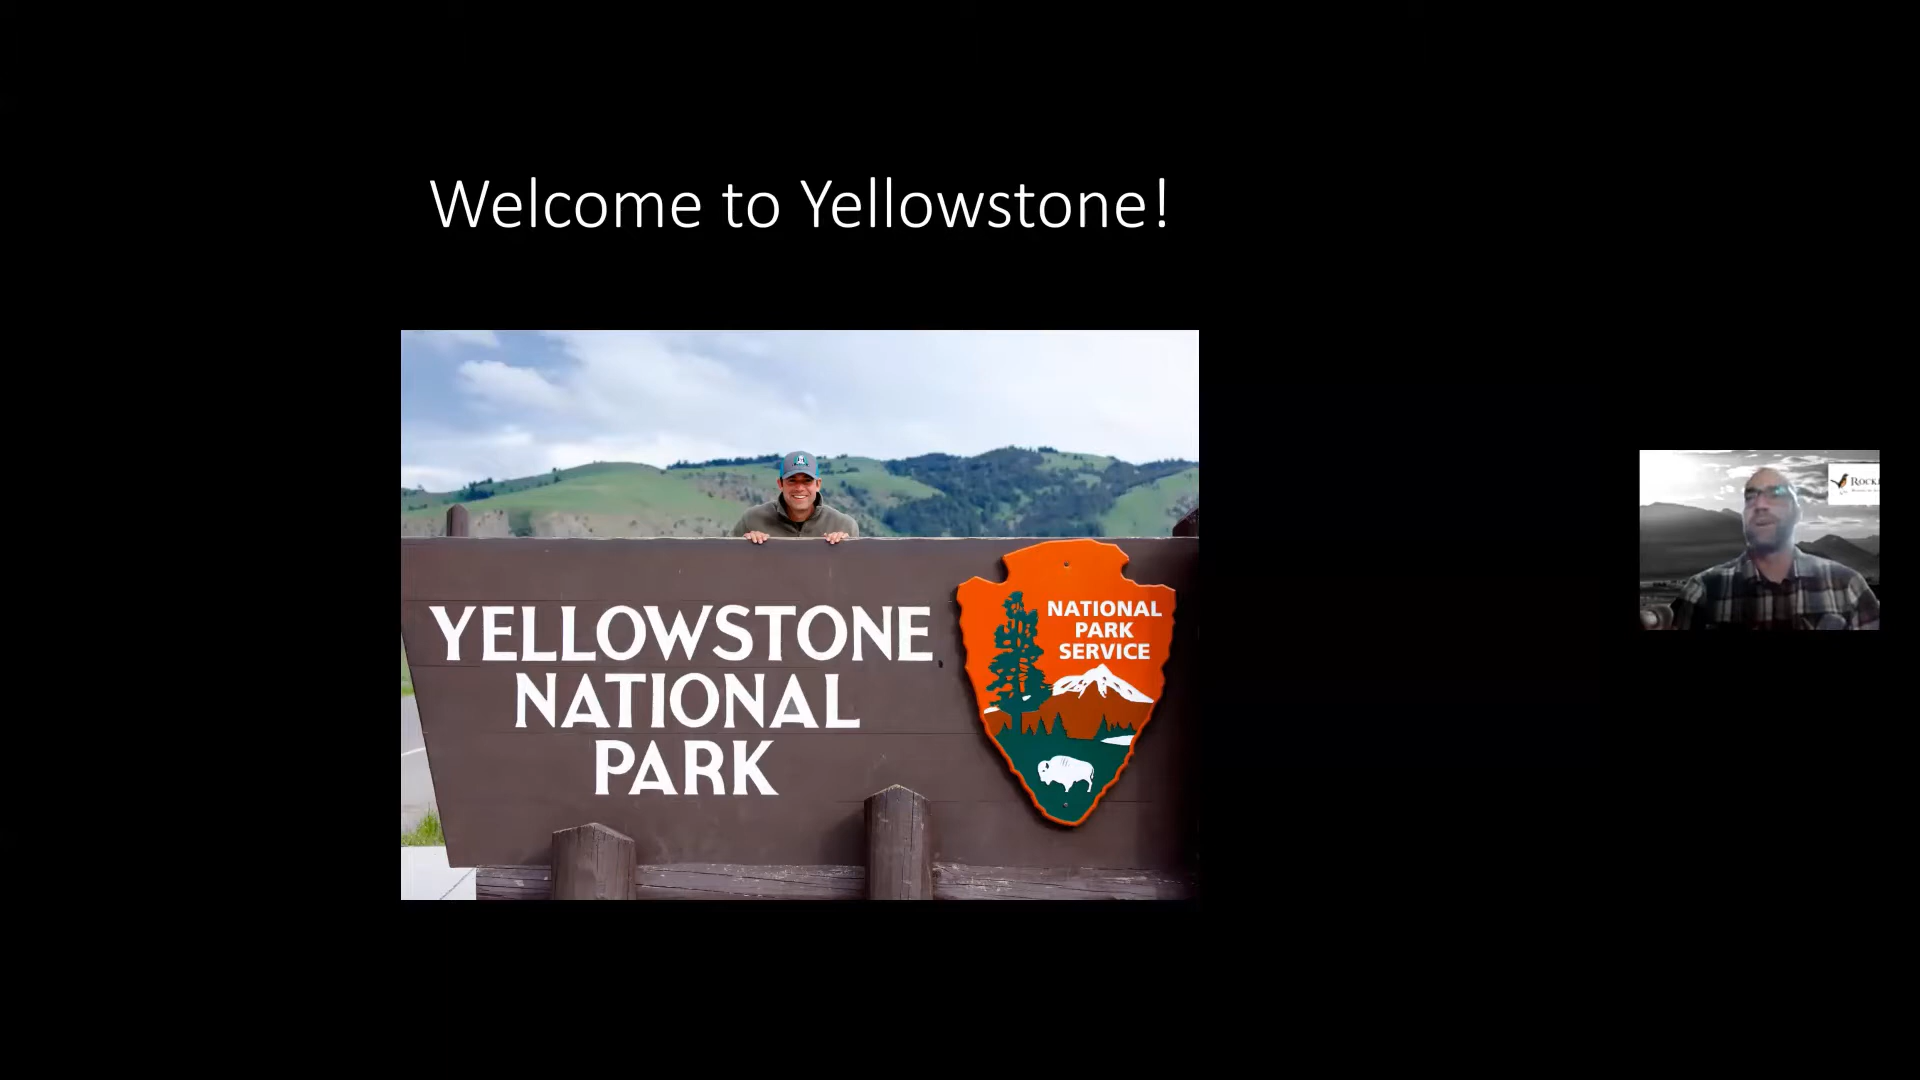 Welcome to Yellowstone!
YELLOWSTONE
NATIONAL
PARK
NATIONAL
PARK
SERVICE